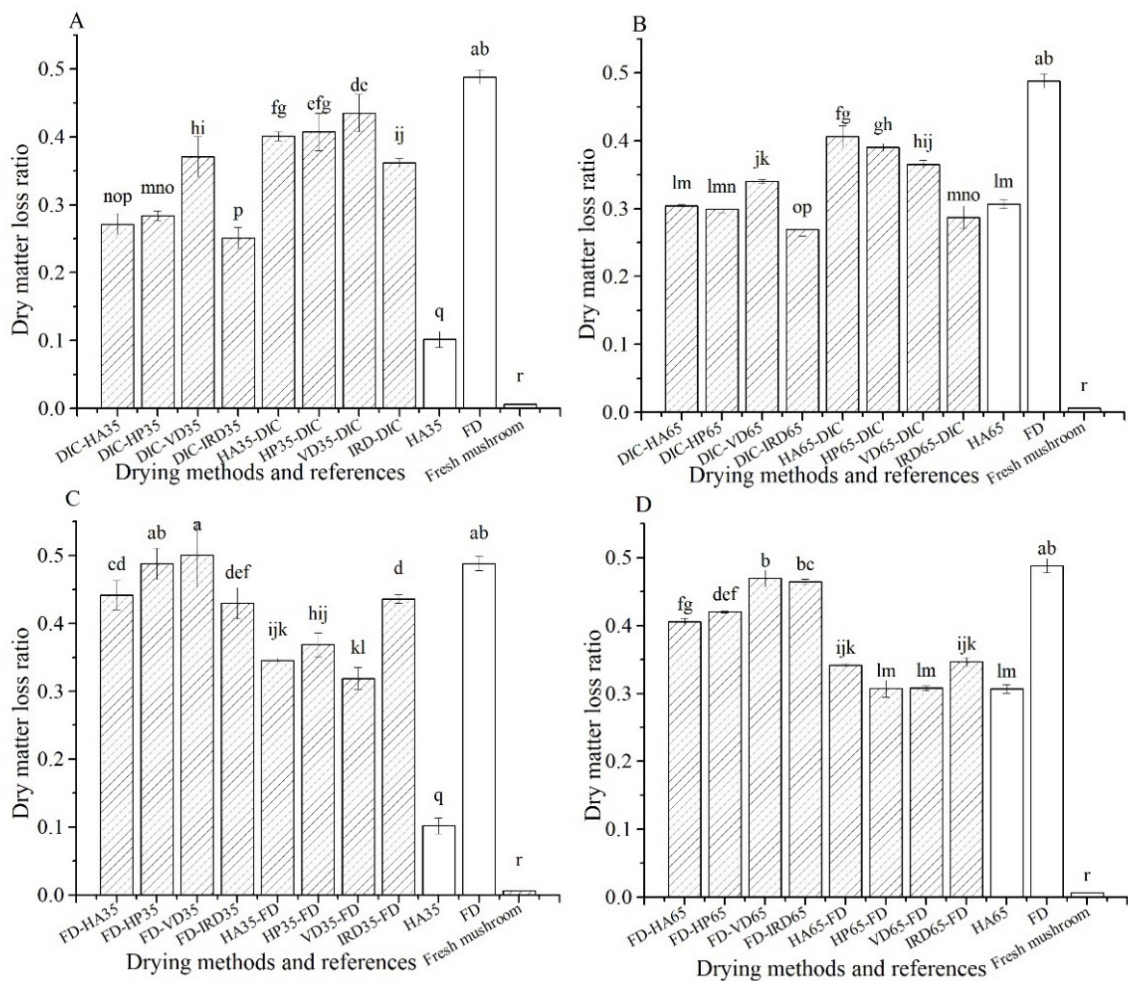 A
Dry matter loss ratio
0.5
0.4
0.3
0.2
0.1
0.0
nop
mno
hi
p
fg
efg
de
ij
q
ab
r
DIC-HA35
DIC-HP35
DIC-VD35
DIC-IRD35
HA35-DIC
HP35-DIC
VD35-DIC
IRD-DIC
HA35
FD
Fresh mushroom
Drying methods and references
B
Dry matter loss ratio
0.5
0.4
0.3
0.2
0.1
0.0
lm
lmn
jk
op
fg
gh
hij
mno
lm
ab
r
DIC-HA65
DIC-HP65
DIC-VD65
DIC-IRD65
HA65-DIC
HP65-DIC
VD65-DIC
IRD65-DIC
HA65
FD
Fresh mushroom
Drying methods and references
C
Dry matter loss ratio
0.5
0.4
0.3
0.2
0.1
0.0
cd
ab
a
def
ijk
hij
kl
d
q
ab
r
FD-HA35
FD-HP35
FD-VD35
FD-IRD35
HA35-FD
HP35-FD
VD35-FD
IRD35-FD
HA35
FD
Fresh mushroom
Drying methods and references
D
Dry matter loss ratio
0.5
0.4
0.3
0.2
0.1
0.0
fg
def
b
bc
ijk
lm
lm
ijk
lm
ab
r
FD-HA65
FD-HP65
FD-VD65
FD-IRD65
HA65-FD
HP65-FD
VD65-FD
IRD65-FD
HA65
FD
Fresh mushroom
Drying methods and references